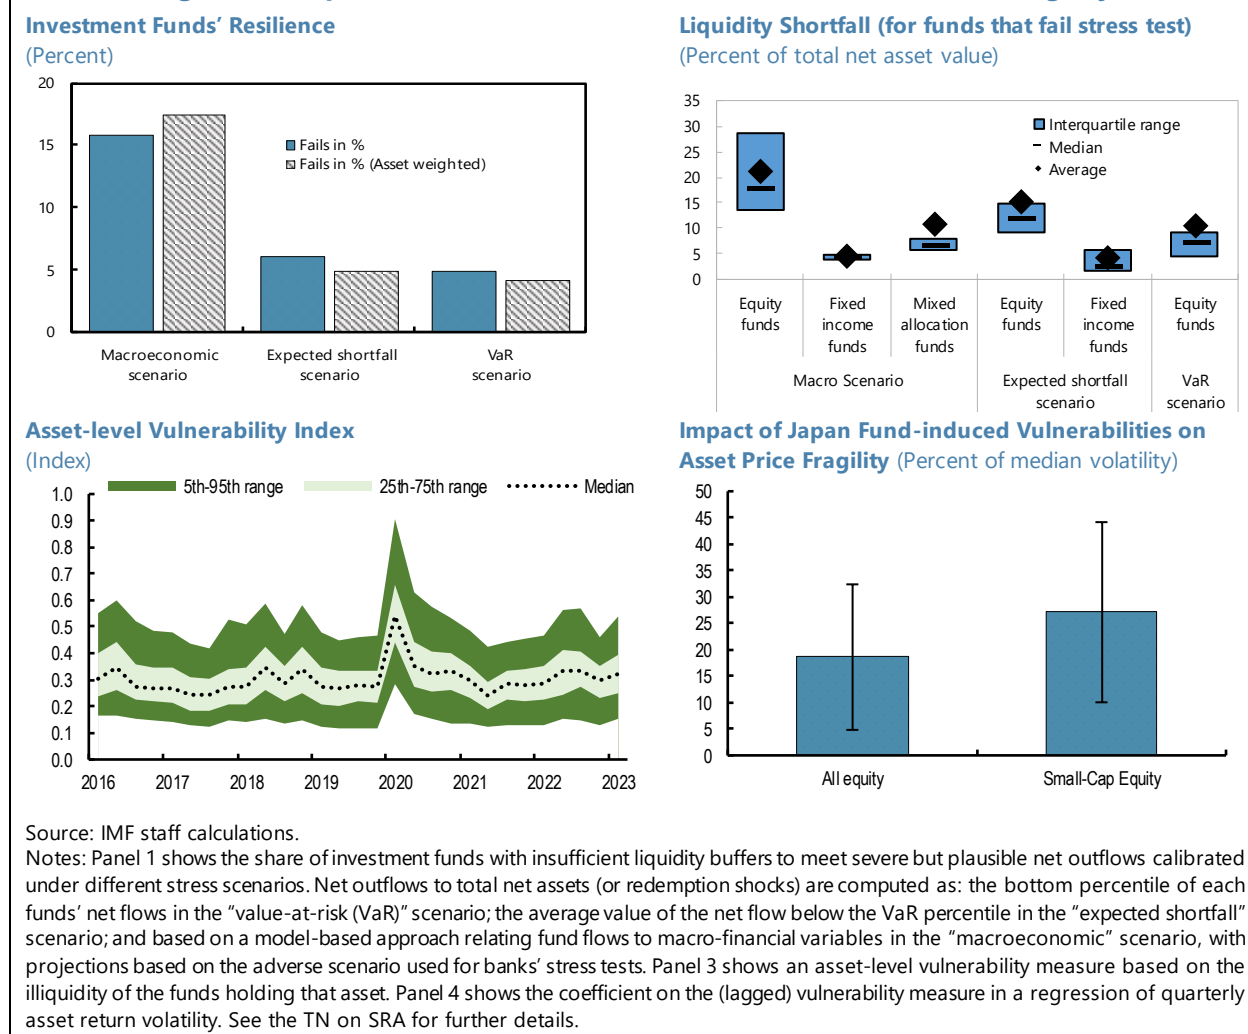 Investment Funds’ Resilience
(Percent)
20
15
10
5
0
Fails in %
Fails in % (Asset weighted)
Macroeconomic
scenario
Expected shortfall
scenario
VaR
scenario
Liquidity Shortfall (for funds that fail stress test)
(Percent of total net asset value)
35
30
25
20
15
10
5
0
Interquartile range
Median
Average
Equity
funds
Fixed
income
funds
Mixed
allocation
funds
Equity
funds
Fixed
income
funds
Equity
funds
Macro Scenario
Expected shortfall
scenario
VaR
scenario
Asset-level Vulnerability Index
(Index)
5th-95th range
25th-75th range
Median
1.0
0.9
0.8
0.7
0.6
0.5
0.4
0.3
0.2
0.1
0.0
2016 2017 2018 2019 2020 2021 2022 2023
Impact of Japan Fund-induced Vulnerabilities on
Asset Price Fragility (Percent of median volatility)
50
45
40
35
30
25
20
15
10
5
0
All equity
Small-Cap Equity
Source: IMF staff calculations.
Notes: Panel 1 shows the share of investment funds with insufficient liquidity buffers to meet severe but plausible net outflows calibrated
under different stress scenarios. Net outflows to total net assets (or redemption shocks) are computed as: the bottom percentile of each
funds’ net flows in the “value-at-risk (VaR)” scenario; the average value of the net flow below the VaR percentile in the “expected shortfall”
scenario; and based on a model-based approach relating fund flows to macro-financial variables in the “macroeconomic” scenario, with
projections based on the adverse scenario used for banks’ stress tests. Panel 3 shows an asset-level vulnerability measure based on the
illiquidity of the funds holding that asset. Panel 4 shows the coefficient on the (lagged) vulnerability measure in a regression of quarterly
asset return volatility. See the TN on SRA for further details.